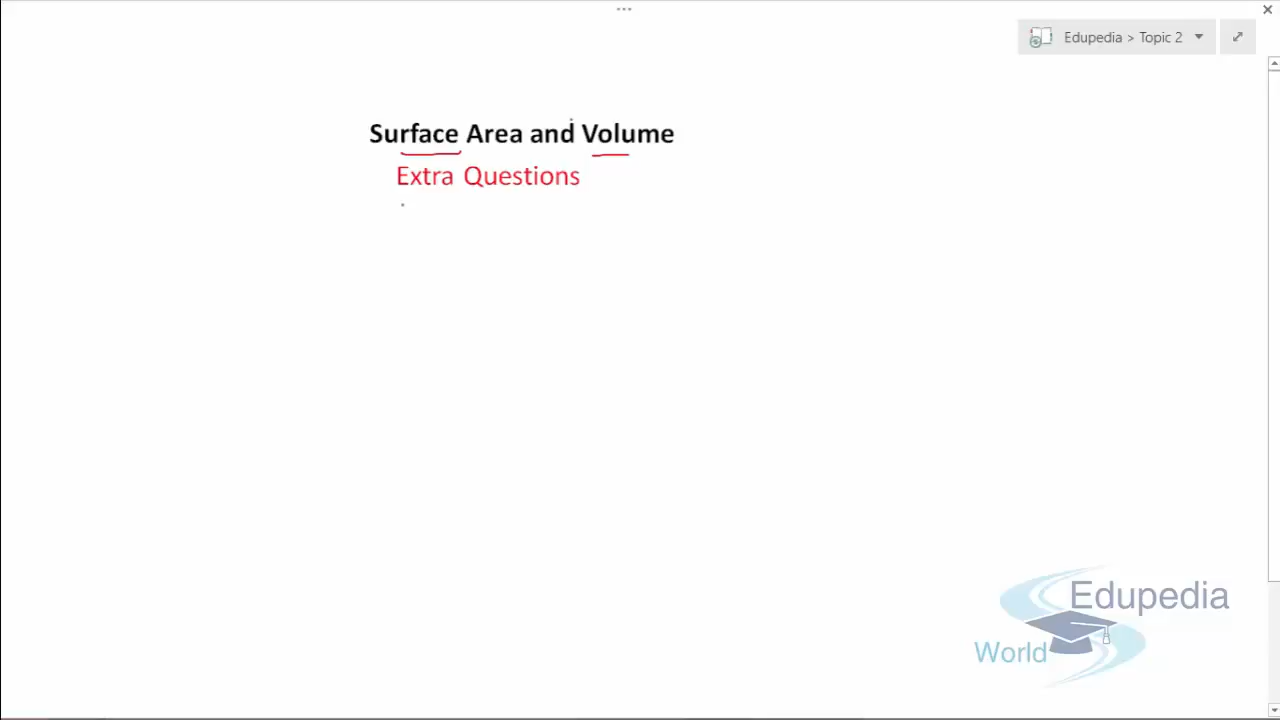 Edupedia > Topic 2
Surface Area and Volume
Extra Questions
Edupedia
World